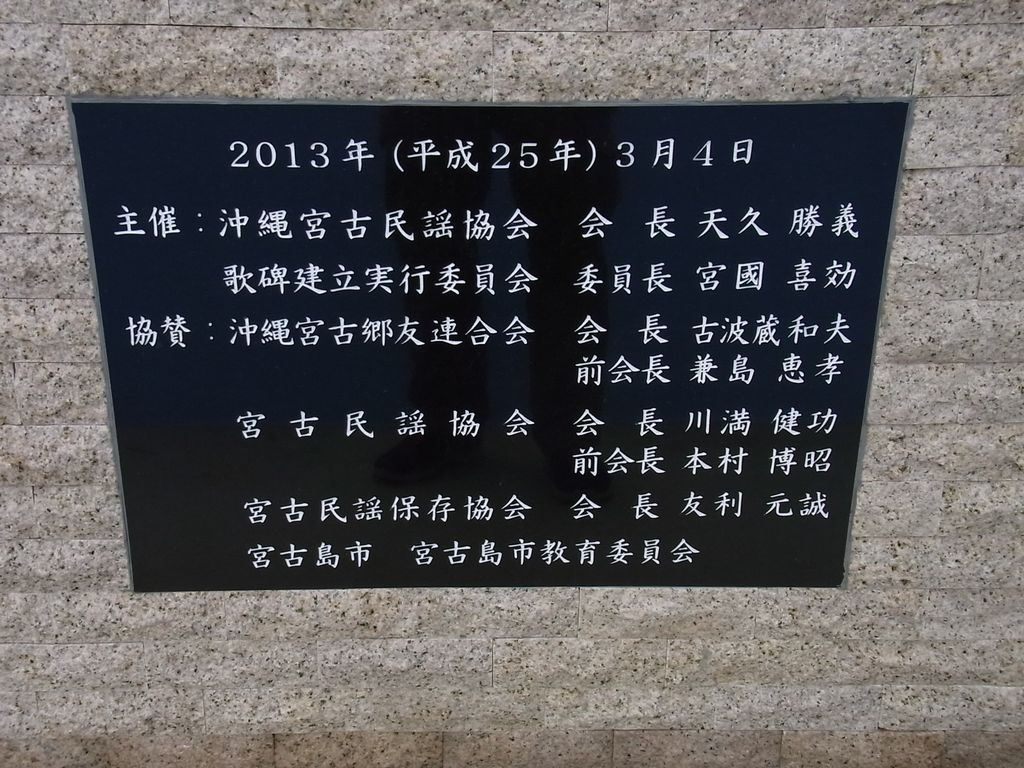 2013年(平成25年)3月4日
主催：沖縄宮古民謡協会　会　長 天久 勝義
歌碑建立実行委員会　委員長 宮國 喜効
協賛：沖縄宮古郷友連合会　会　長 古波蔵和夫
前会長 兼島 恵孝
宮古民謡協会　会　長 川満 健功
前会長 本村 博昭
宮古民謡保存協会　会　長 友利 元誠
宮古島市　宮古島市教育委員会